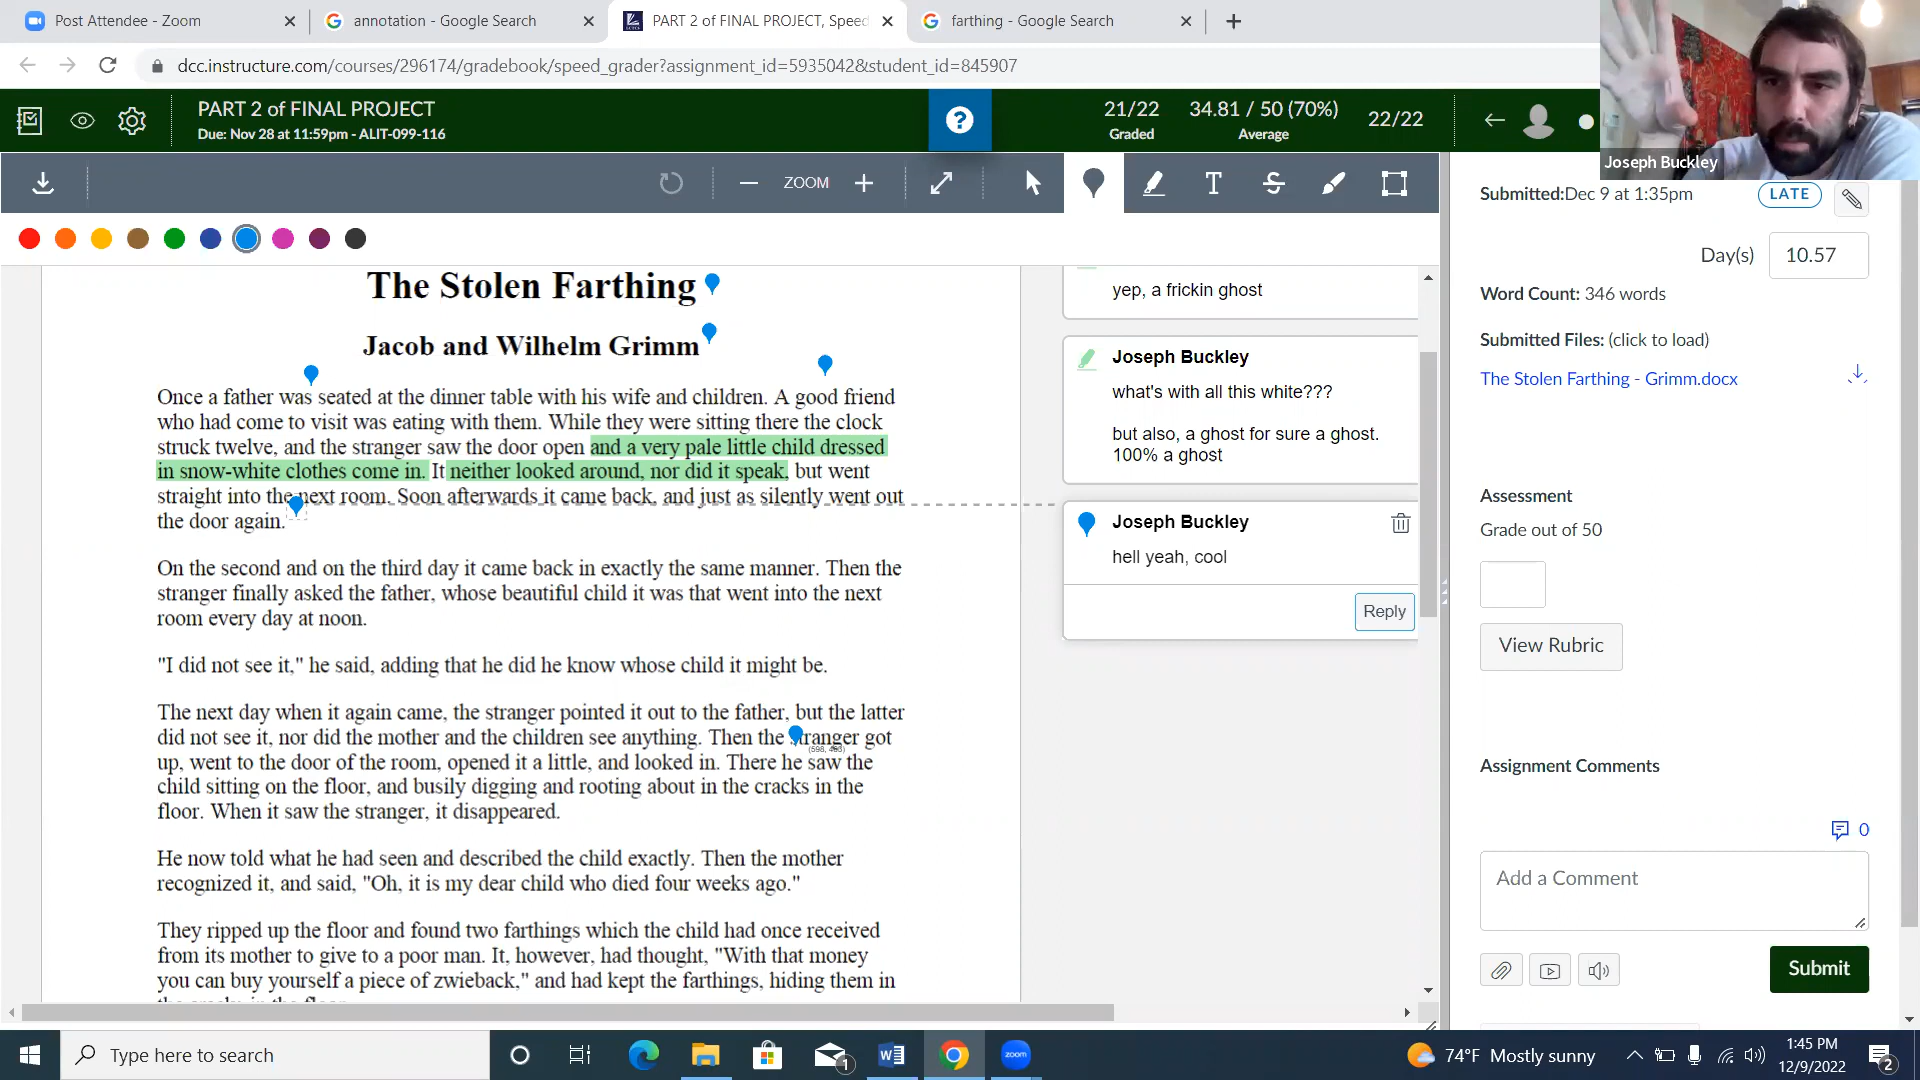 Post Attendee - Zoom
annotation - Google Search
PART 2 of FINAL PROJECT, Speed
farthing - Google Search
dcc.instructure.com/courses/296174/gradebook/speed_grader?assignment_id=5935042&student_id=845907
PART 2 of FINAL PROJECT
Due: Nov 28 at 11:59pm - ALIT-099-116
?
21/22
Graded
34.81 / 50 (70%)
Average
22/22
Joseph Buckley
ZOOM
T
S
The Stolen Farthing
Jacob and Wilhelm Grimm
Once a father was seated at the dinner table with his wife and children. A good friend
who had come to visit was eating with them. While they were sitting there the clock
struck twelve, and the stranger saw the door open and a very pale little child dressed
in snow-white clothes come in. It neither looked around, nor did it speak, but went
straight into the next room. Soon afterwards it came back, and just as silently went out
the door again.
On the second and on the third day it came back in exactly the same manner. Then the
stranger finally asked the father, whose beautiful child it was that went into the next
room every day at noon.
"I did not see it," he said, adding that he did he know whose child it might be.
The next day when it again came, the stranger pointed it out to the father, but the latter
did not see it, nor did the mother and the children see anything. Then the stranger got
up, went to the door of the room, opened it a little, and looked in. There he saw the
child sitting on the floor, and busily digging and rooting about in the cracks in the
floor. When it saw the stranger, it disappeared.
He now told what he had seen and described the child exactly. Then the mother
recognized it, and said, "Oh, it is my dear child who died four weeks ago."
They ripped up the floor and found two farthings which the child had once received
from its mother to give to a poor man. It, however, had thought, "With that money
you can buy yourself a piece of zwieback," and had kept the farthings, hiding them in
yep, a frickin ghost
Joseph Buckley
what's with all this white???
but also, a ghost for sure a ghost.
100% a ghost
Joseph Buckley
hell yeah, cool
Reply
Submitted:Dec 9 at 1:35pm
LATE
Day(s)
10.57
Word Count: 346 words
Submitted Files: (click to load)
The Stolen Farthing - Grimm.docx
Assessment
Grade out of 50
View Rubric
Assignment Comments
0
Add a Comment
Submit
Type here to search
1
zoom
74°F Mostly sunny
1:45 PM
12/9/2022
2